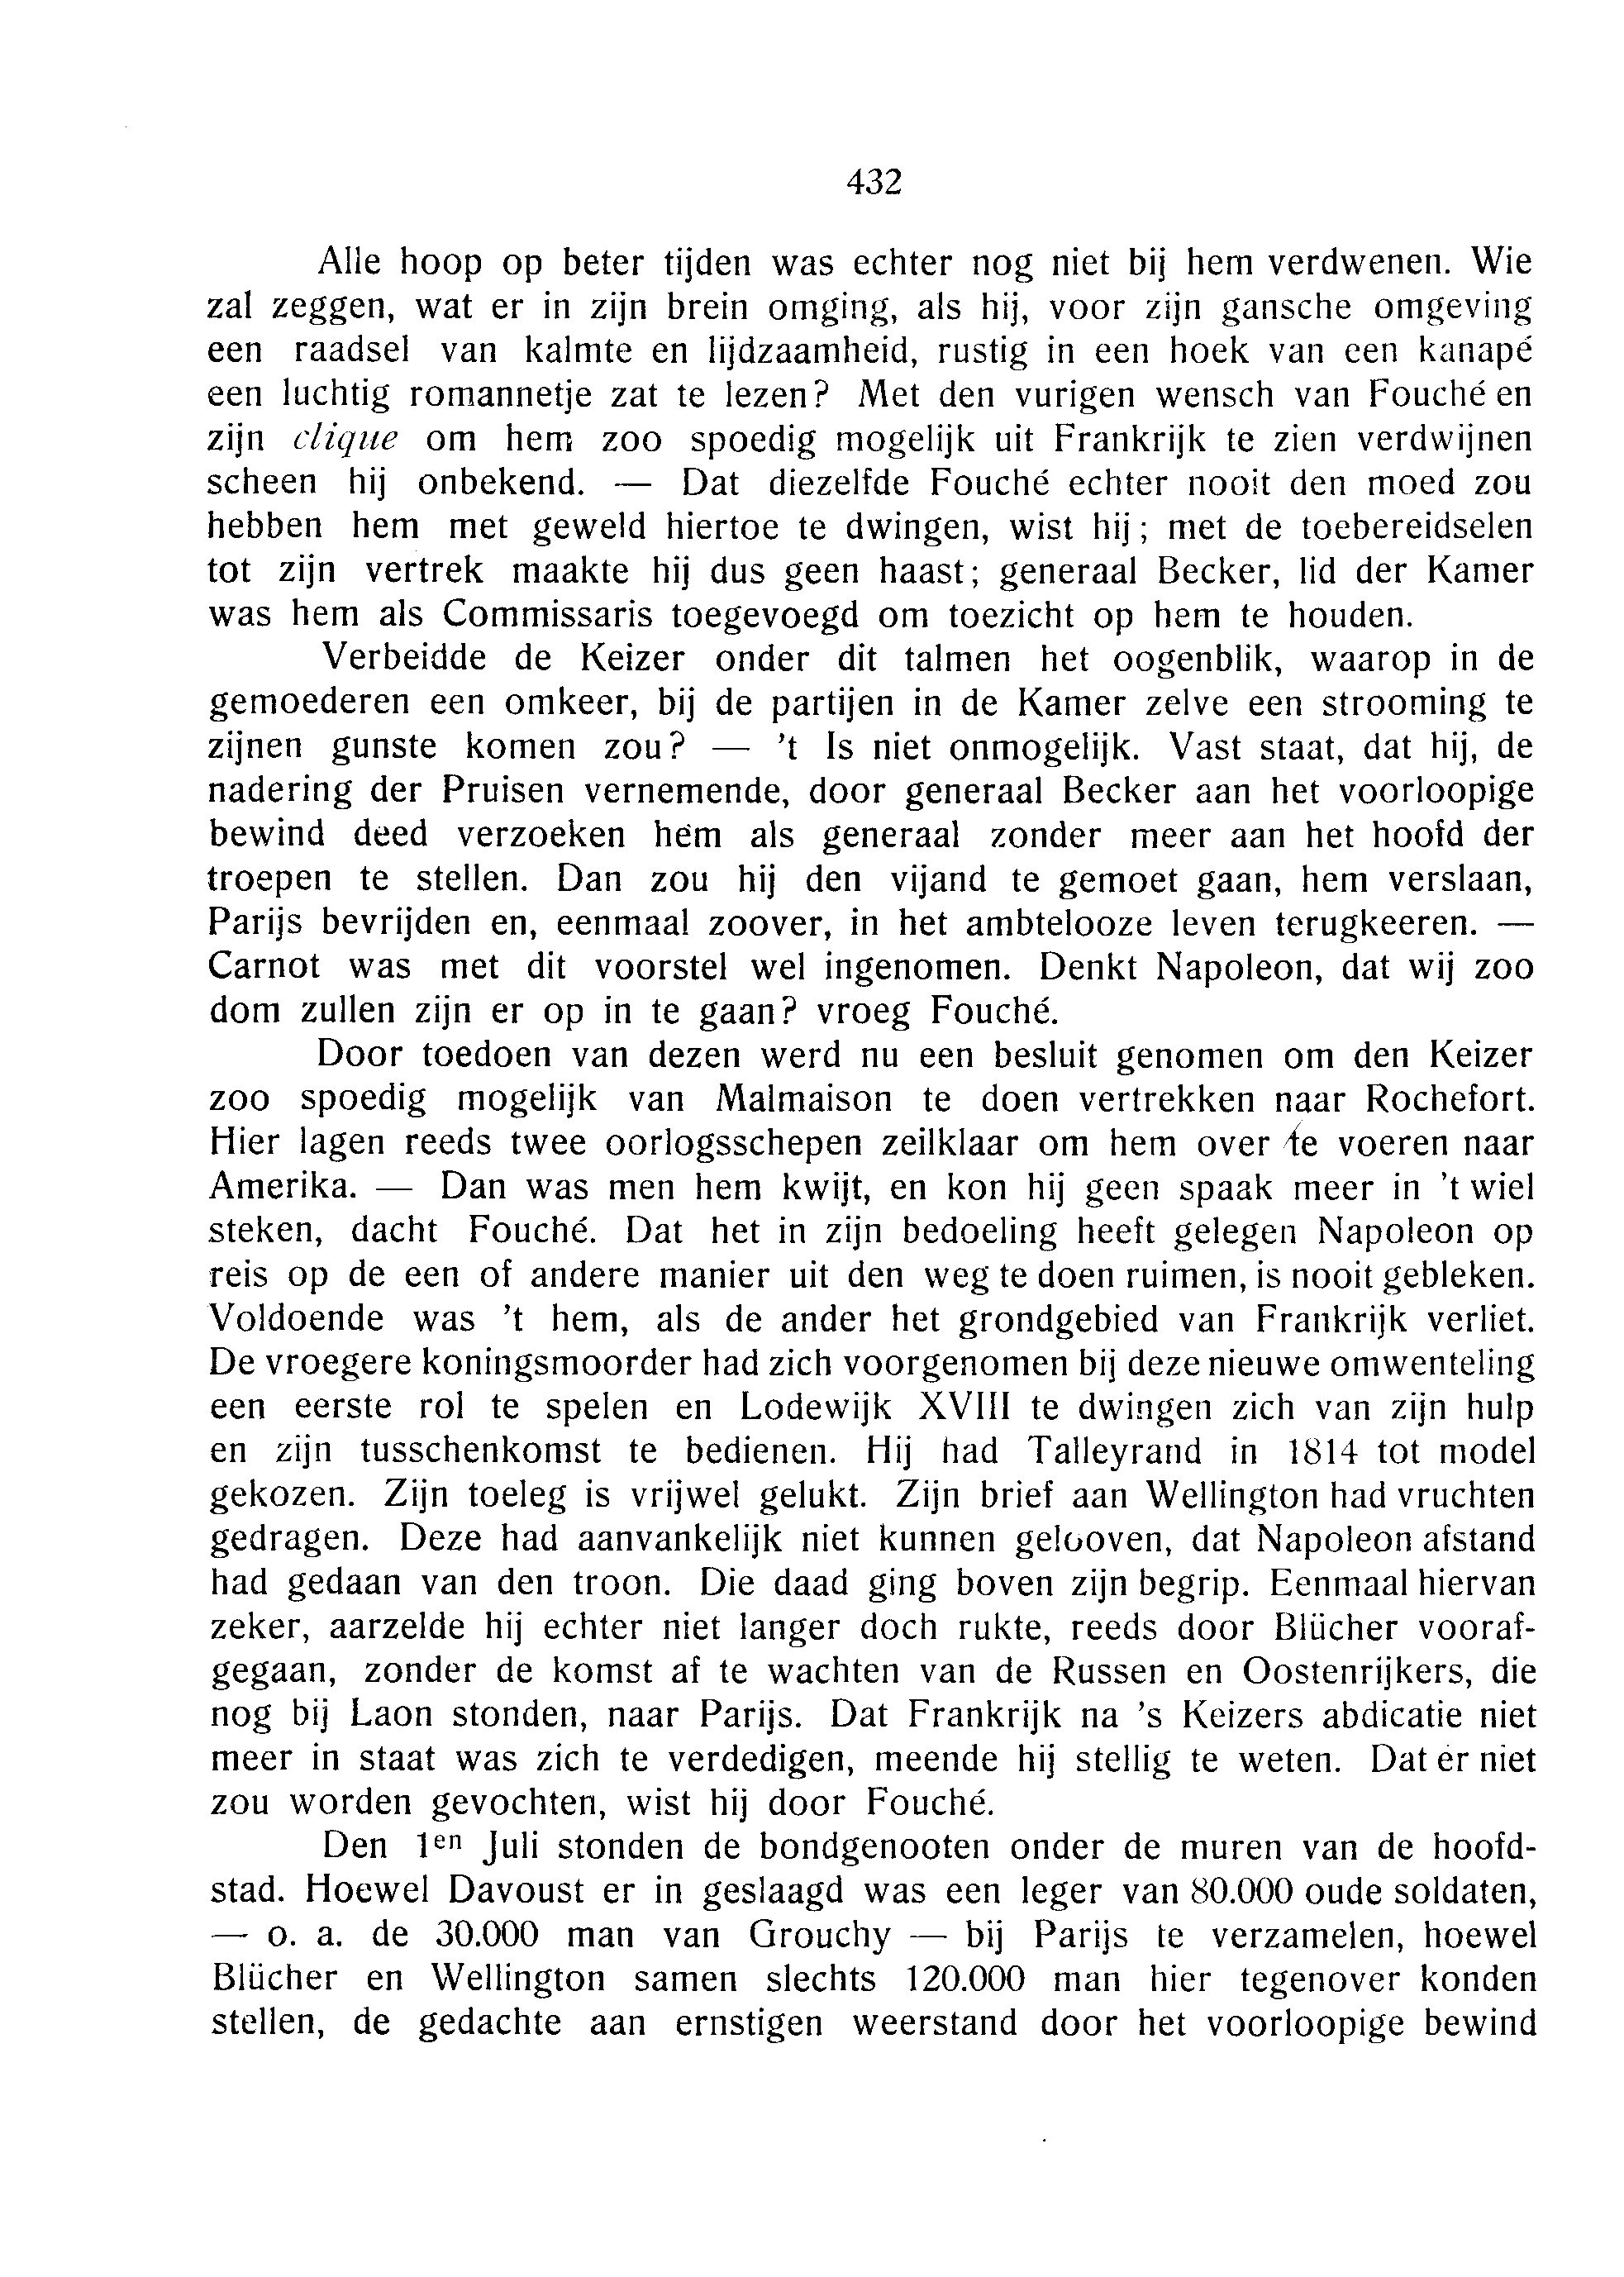 432
Alle hoop op beter tijden was echter nog niet bij hem verdwenen. Wie
zal zeggen, wat er in zijn brein omging, als hij, voor zijn gansche omgeving
een raadsel van kalmte en lijdzaamheid, rustig in een hoek van een kanapé
een luchtig romannetje zat te lezen? Met den vurigen wensch van Fouché en
zijn clique om hem zoo spoedig mogelijk uit Frankrijk te zien verdwijnen
scheen hij onbekend. — Dat diezelfde Fouché echter nooit den moed zou
hebben hem met geweld hiertoe te dwingen, wist hij; met de toebereidselen
tot zijn vertrek maakte hij dus geen haast; generaal Becker, lid der Kamer
was hem als Commissaris toegevoegd om toezicht op hem te houden.
Verbeidde de Keizer onder dit talmen het oogenblik, waarop in de
gemoederen een omkeer, bij de partijen in de Kamer zelve een strooming te
zijnen gunste komen zou? — 't Is niet onmogelijk. Vast staat, dat hij, de
nadering der Pruisen vernemende, door generaal Becker aan het voorloopige
bewind deed verzoeken hem als generaal zonder meer aan het hoofd der
troepen te stellen. Dan zou hij den vijand te gemoet gaan, hem verslaan,
Parijs bevrijden en, eenmaal zoover, in het ambtelooze leven terugkeeren. —
Carnot was met dit voorstel wel ingenomen. Denkt Napoleon, dat wij zoo
dom zullen zijn er op in te gaan? vroeg Fouché.
Door toedoen van dezen werd nu een besluit genomen om den Keizer
zoo spoedig mogelijk van Malmaison te doen vertrekken naar Rochefort.
Hier lagen reeds twee oorlogsschepen zeilklaar om hem over te voeren naar
Amerika. — Dan was men hem kwijt, en kon hij geen spaak meer in 't wiel
steken, dacht Fouché. Dat het in zijn bedoeling heeft gelegen Napoleon op
reis op de een of andere manier uit den weg te doen ruimen, is nooit gebleken.
Voldoende was 't hem, als de ander het grondgebied van Frankrijk verliet.
De vroegere koningsmoorder had zich voorgenomen bij deze nieuwe omwenteling
een eerste rol te spelen en Lodewijk XVIII te dwingen zich van zijn hulp
en zijn tusschenkomst te bedienen. Hij had Talleyrand in 1814 tot model
gekozen. Zijn toeleg is vrijwel gelukt. Zijn brief aan Wellington had vruchten
gedragen. Deze had aanvankelijk niet kunnen gelooven, dat Napoleon afstand
had gedaan van den troon. Die daad ging boven zijn begrip. Eenmaal hiervan
zeker, aarzelde hij echter niet langer doch rukte, reeds door Blücher vooraf-
gegaan, zonder de komst af te wachten van de Russen en Oostenrijkers, die
nog bij Laon stonden, naar Parijs. Dat Frankrijk na 's Keizers abdicatie niet
meer in staat was zich te verdedigen, meende hij stellig te weten. Dat er niet
zou worden gevochten, wist hij door Fouché.
Den 1en Juli stonden de bondgenooten onder de muren van de hoofd-
stad. Hoewel Davoust er in geslaagd was een leger van 80.000 oude soldaten,
— o. a. de 30.000 man van Grouchy — bij Parijs te verzamelen, hoewel
Blücher en Wellington samen slechts 120.000 man hier tegenover konden
stellen, de gedachte aan ernstigen weerstand door het voorloopige bewind